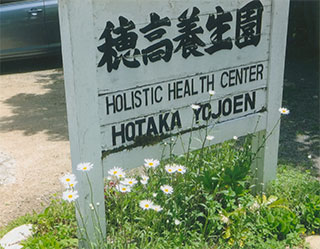 穂高養生園
HOLISTIC HEALTH CENTER
HOTAKA YOJOEN